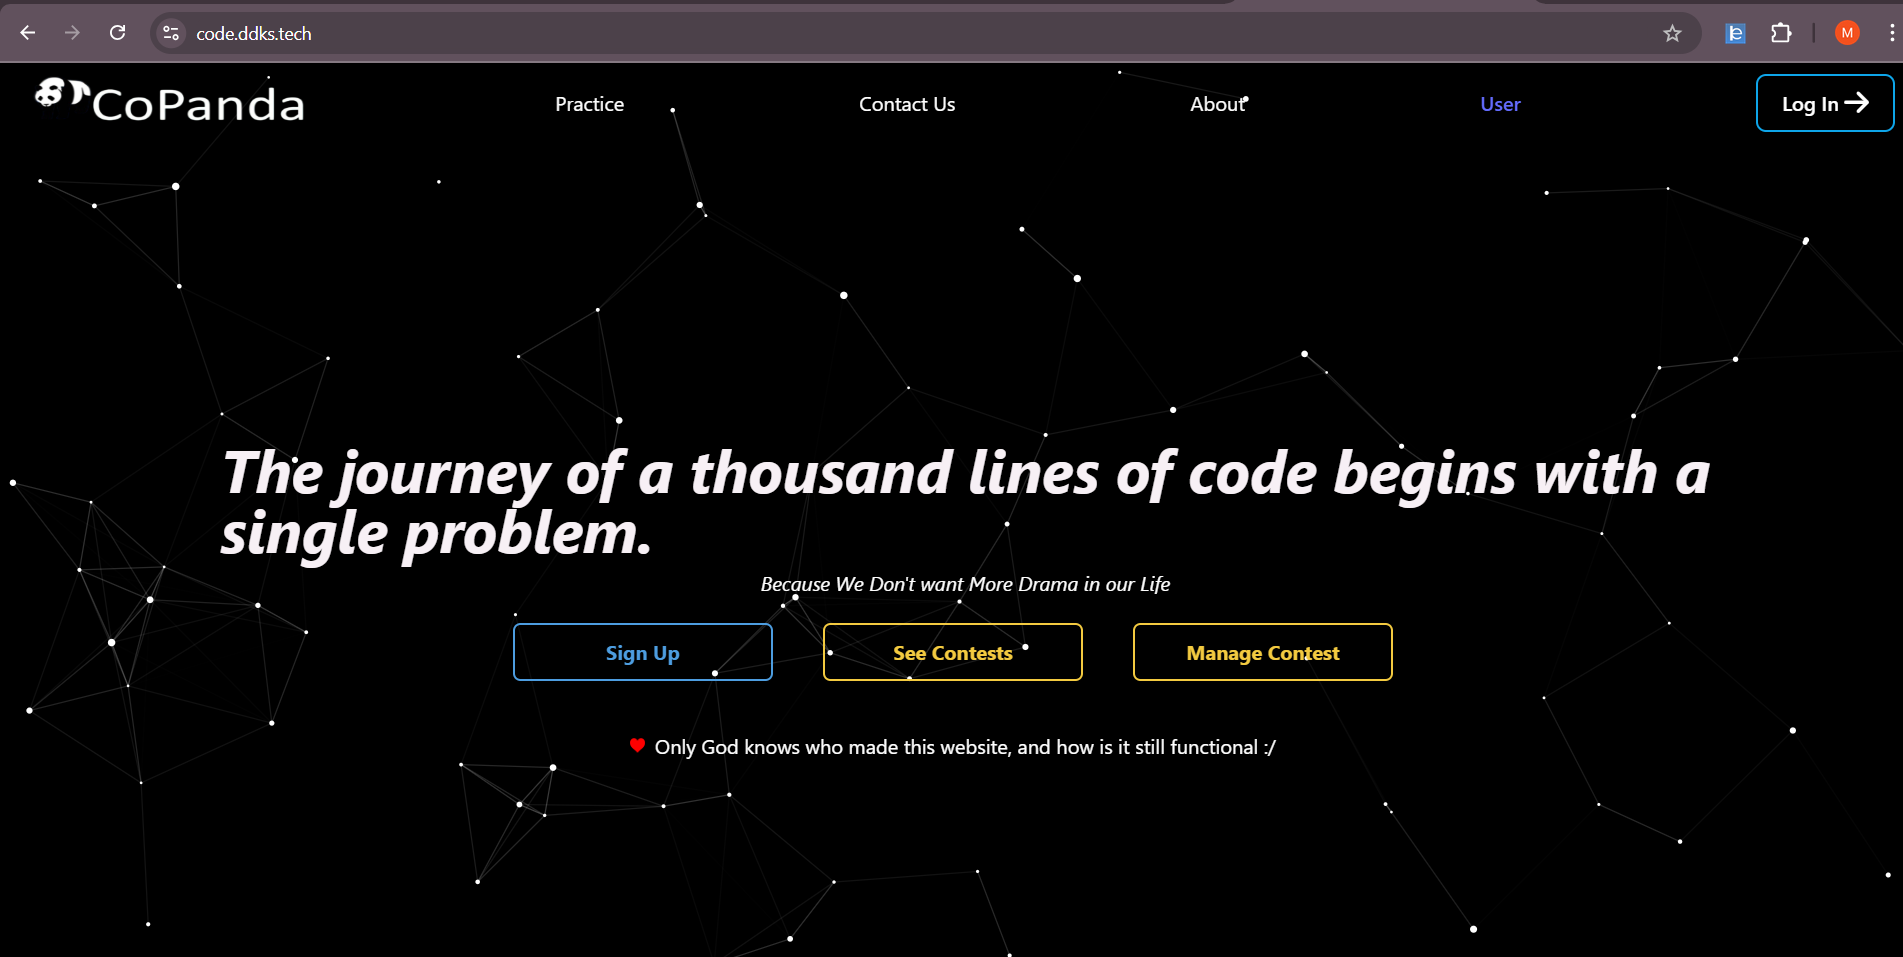 code.ddks.tech
M
CoPanda
Practice
Contact Us
About
User
Log In
The journey of a thousand lines of code begins with a
single problem.
Because We Don't want More Drama in our Life
Sign Up
See Contests
Manage Contest
Only God knows who made this website, and how is it still functional :/